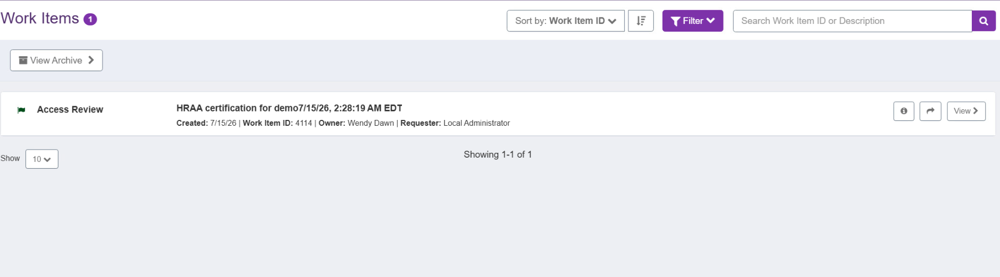 Work Items 1
Sort by: Work Item ID
Filter
Search Work Item ID or Description
View Archive
Access Review
HRAA certification for demo7/15/26, 2:28:19 AM EDT
View
Created: 7/15/26 | Work Item ID: 4114 | Owner: Wendy Dawn | Requester: Local Administrator
Show 10
Showing 1-1 of 1